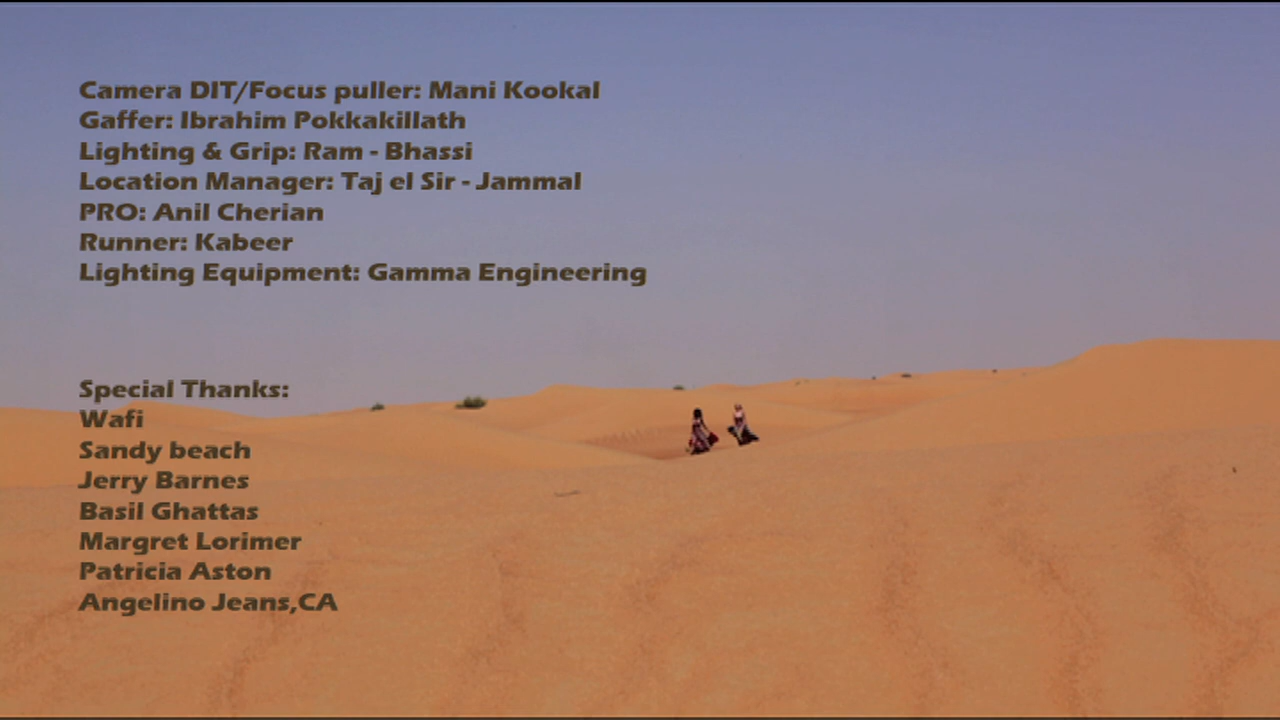 Camera DIT/Focus puller: Mani Kookal
Gaffer: Ibrahim Pokkakillath
Lighting & Grip: Ram - Bhassi
Location Manager: Taj el Sir - Jammal
PRO: Anil Cherian
Runner: Kabeer
Lighting Equipment: Gamma Engineering
Special Thanks:
Wafi
Sandy beach
Jerry Barnes
Basil Ghattas
Margret Lorimer
Patricia Aston
Angelino Jeans,CA